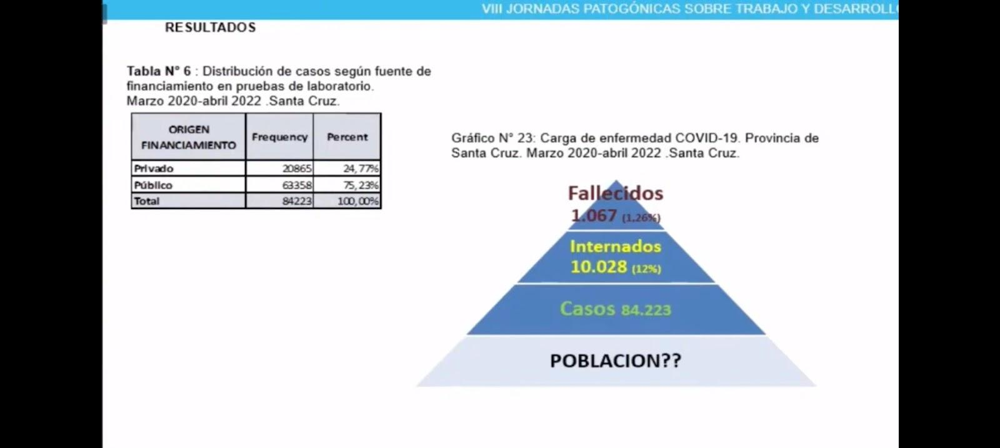 VIII JORNADAS PATOGÓNICAS SOBRE TRABAJO Y DESARROLLO
RESULTADOS
Tabla N° 6 : Distribución de casos según fuente de
financiamiento en pruebas de laboratorio.
Marzo 2020-abril 2022 .Santa Cruz.
ORIGEN
FINANCIAMIENTO Frequency Percent
Privado 20865 24,77%
Público 63358 75,23%
Total 84223 100,00%
Gráfico N° 23: Carga de enfermedad COVID-19. Provincia de
Santa Cruz. Marzo 2020-abril 2022 .Santa Cruz.
Fallecidos
1.067 (1,26%)
Internados
10.028 (12%)
Casos 84.223
POBLACION??